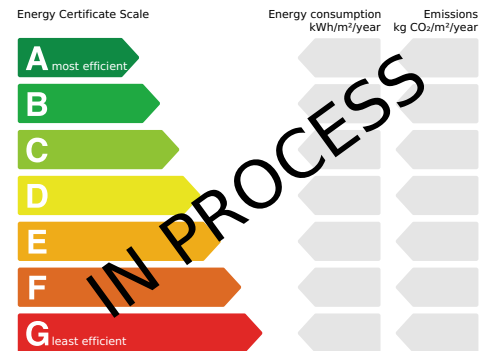 Energy Certificate Scale
Energy consumption
kWh/m²/year
Emissions
kg CO₂/m²/year
A most efficient
B
C
D
E
F
G least efficient
IN PROCESS